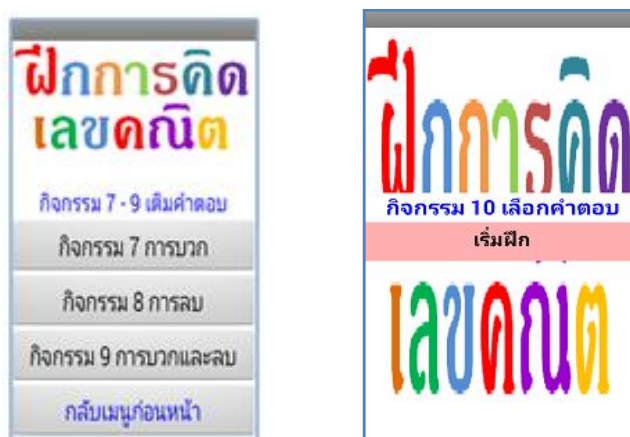 ฝึกการคิด
เลขคณิต
กิจกรรม 7 - 9 เติมคำตอบ
กิจกรรม 7 การบวก
กิจกรรม 8 การลบ
กิจกรรม 9 การบวกและลบ
กลับเมนูก่อนหน้า
ฝึกการคิด
กิจกรรม 10 เลือกคำตอบ
เริ่มฝึก
เลขคณิต